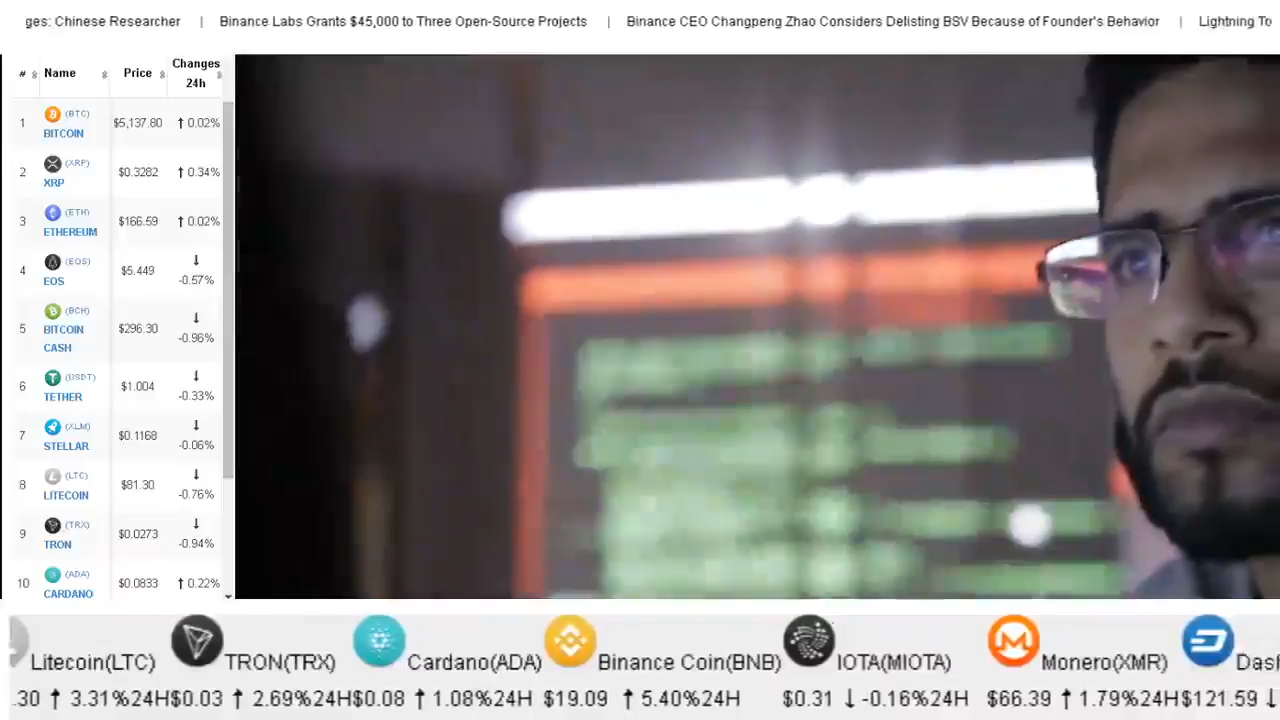 ges: Chinese Researcher | Binance Labs Grants $45,000 to Three Open-Source Projects | Binance CEO Changpeng Zhao Considers Delisting BSV Because of Founder's Behavior | Lightning To
# Name Price Changes 24h
1 (BTC) BITCOIN $5,137.80 ↑ 0.02%
2 (XRP) XRP $0.3282 ↑ 0.34%
3 (ETH) ETHEREUM $166.59 ↑ 0.02%
4 (EOS) EOS $5.449 ↓ -0.57%
5 (BCH) BITCOIN CASH $296.30 ↓ -0.96%
6 (USDT) TETHER $1.004 ↓ -0.33%
7 (XLM) STELLAR $0.1168 ↓ -0.06%
8 (LTC) LITECOIN $81.30 ↓ -0.76%
9 (TRX) TRON $0.0273 ↓ -0.94%
10 (ADA) CARDANO $0.0833 ↑ 0.22%
Litecoin(LTC) TRON(TRX) Cardano(ADA) Binance Coin(BNB) IOTA(MIOTA) Monero(XMR) Das
.30 ↑ 3.31%24H $0.03 ↑ 2.69%24H $0.08 ↑ 1.08%24H $19.09 ↑ 5.40%24H $0.31 ↓ -0.16%24H $66.39 ↑ 1.79%24H $121.59 ↓